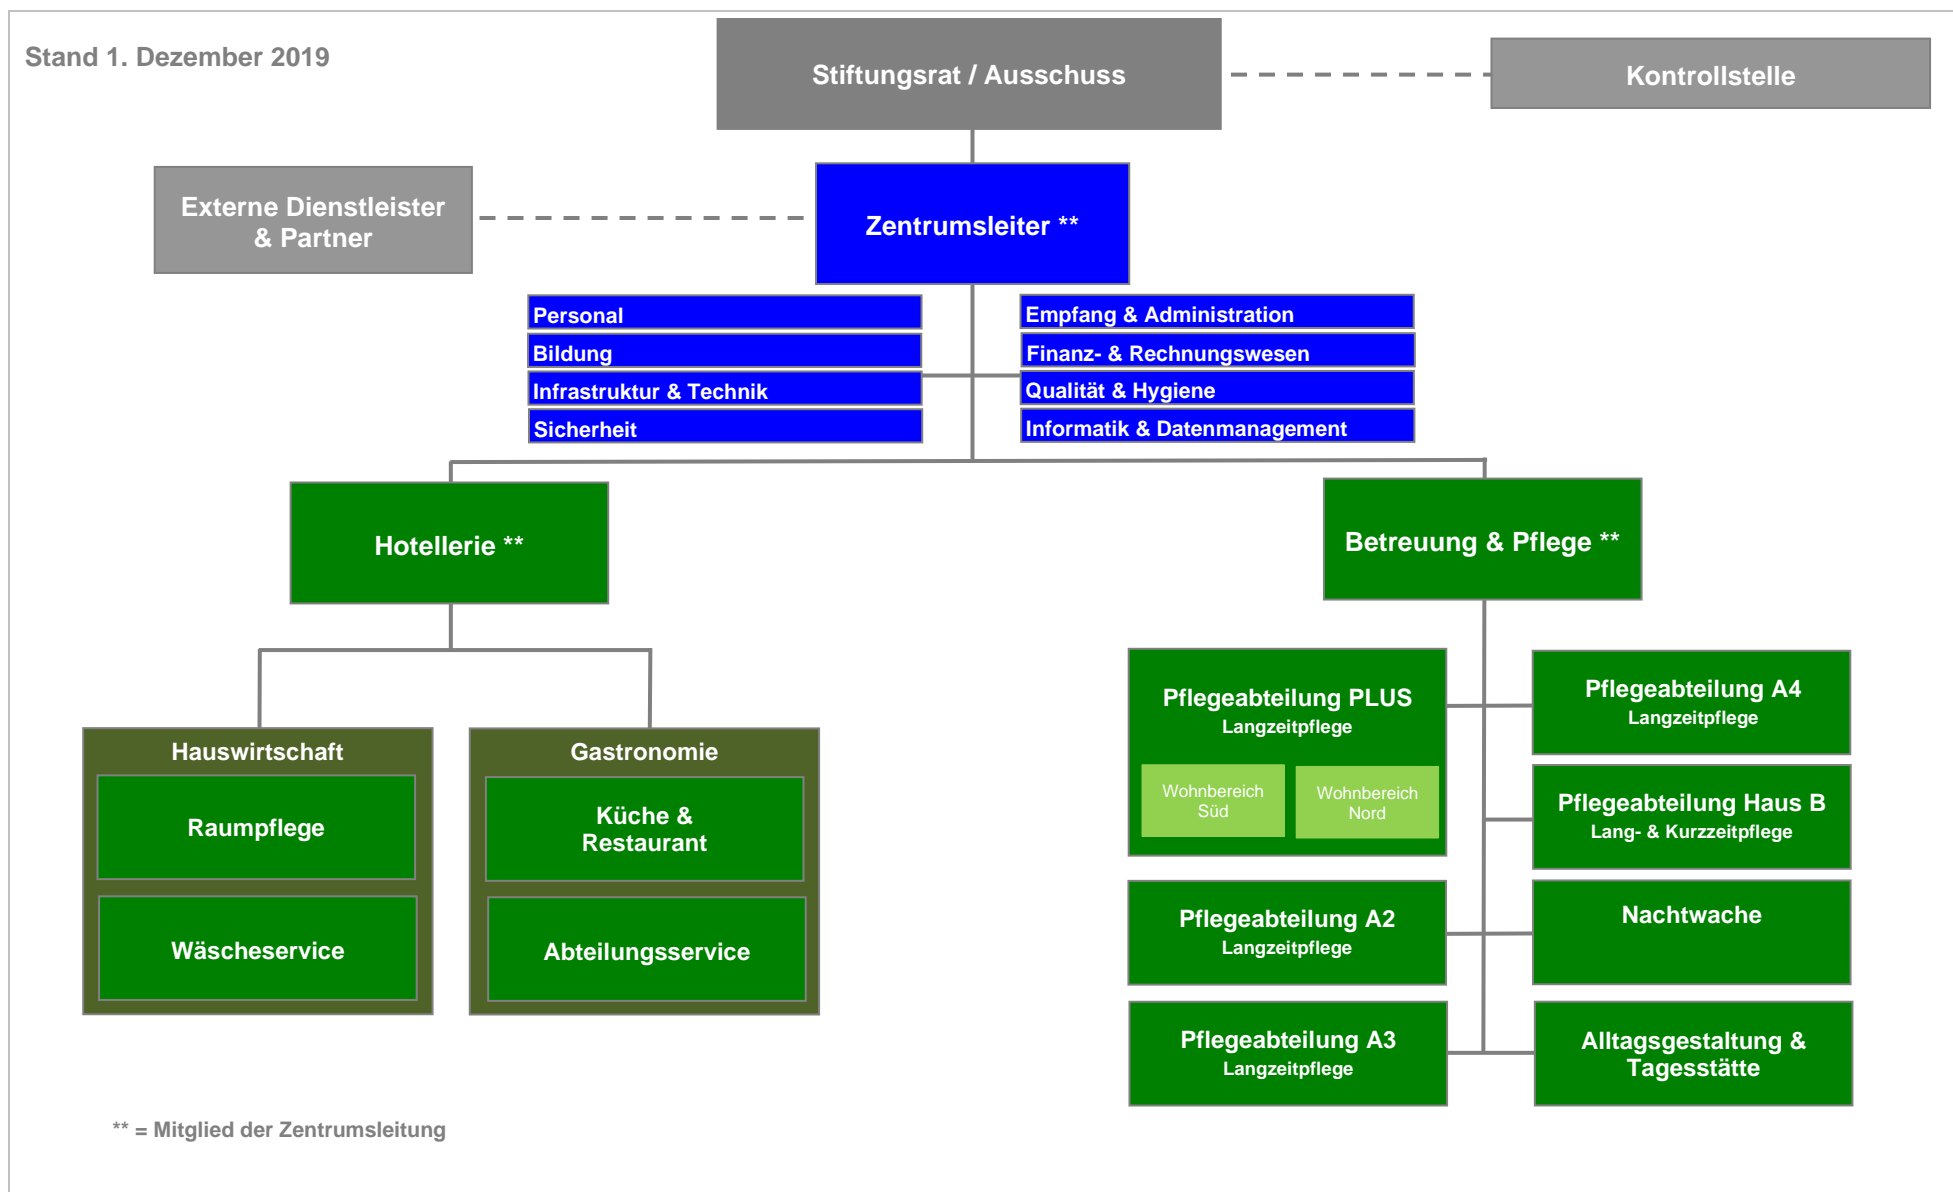 Stand 1. Dezember 2019
Stiftungsrat / Ausschuss
Kontrollstelle
Externe Dienstleister
& Partner
Zentrumsleiter **
Personal
Bildung
Infrastruktur & Technik
Sicherheit
Empfang & Administration
Finanz- & Rechnungswesen
Qualität & Hygiene
Informatik & Datenmanagement
Hotellerie **
Betreuung & Pflege **
Hauswirtschaft
Raumpflege
Wäscheservice
Gastronomie
Küche &
Restaurant
Abteilungsservice
Pflegeabteilung PLUS
Langzeitpflege
Wohnbereich
Süd
Wohnbereich
Nord
Pflegeabteilung A2
Langzeitpflege
Pflegeabteilung A3
Langzeitpflege
Pflegeabteilung A4
Langzeitpflege
Pflegeabteilung Haus B
Lang- & Kurzzeitpflege
Nachtwache
Alltagsgestaltung &
Tagesstätte
** = Mitglied der Zentrumsleitung